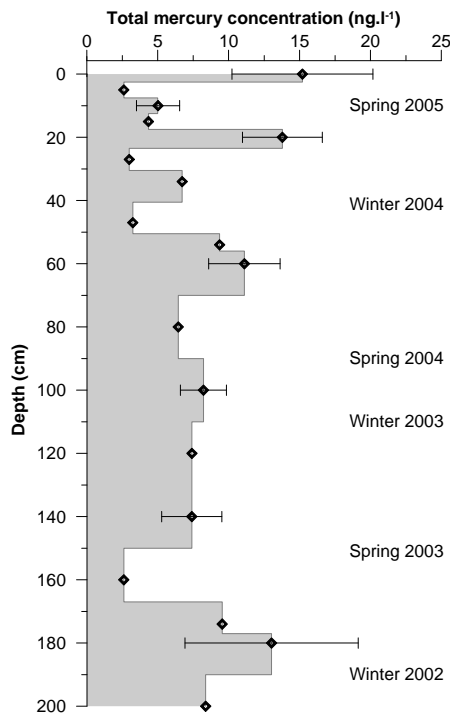 Total mercury concentration (ng.l⁻¹)
0 5 10 15 20 25
0
20
40
60
80
100
120
140
160
180
200
Depth (cm)
Spring 2005
Winter 2004
Spring 2004
Winter 2003
Spring 2003
Winter 2002